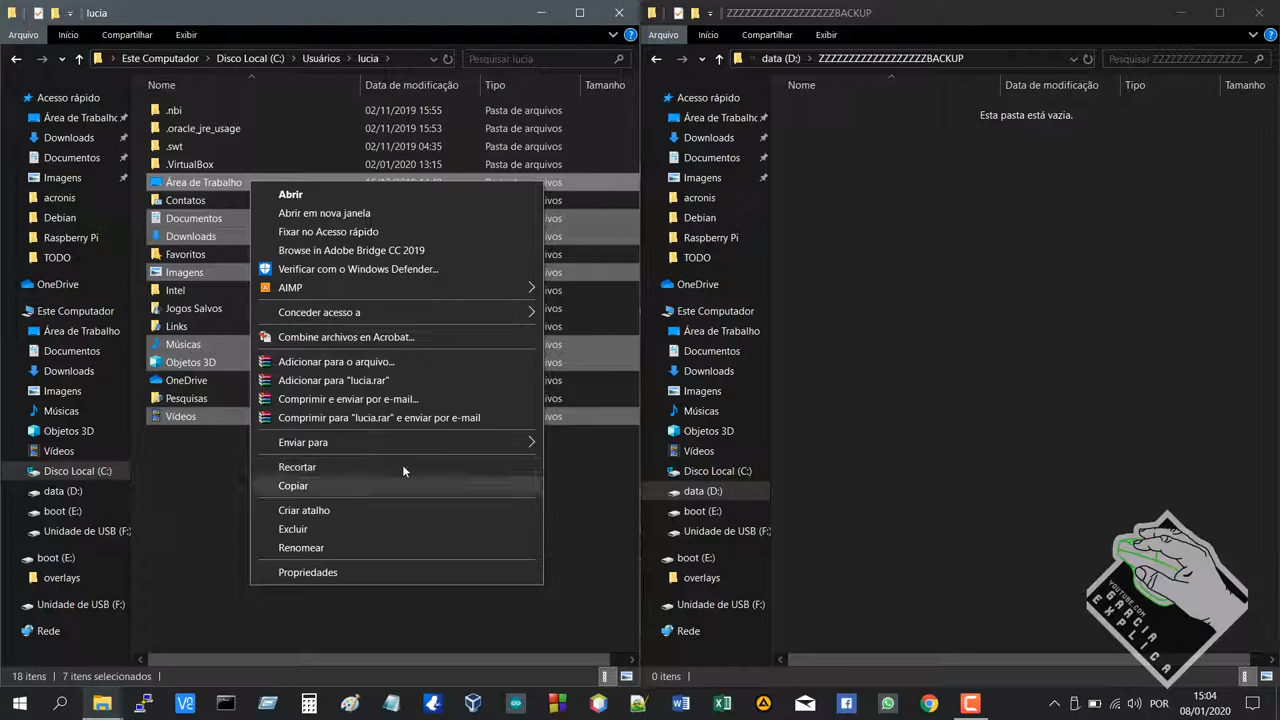 lucia
Arquivo Início Compartilhar Exibir
Este Computador Disco Local (C:) Usuários lucia
Pesquisar lucia
Nome Data de modificação Tipo Tamanho
Acesso rápido
Área de Trabalho
Downloads
Documentos
Imagens
acronis
Debian
Raspberry Pi
TODO
OneDrive
Este Computador
Área de Trabalho
Documentos
Downloads
Imagens
Músicas
Objetos 3D
Vídeos
Disco Local (C:)
data (D:)
boot (E:)
Unidade de USB (F:
boot (E:)
overlays
Unidade de USB (F:)
Rede
.nbi 02/11/2019 15:55 Pasta de arquivos
.oracle_jre_usage 02/11/2019 15:53 Pasta de arquivos
.swt 02/11/2019 04:35 Pasta de arquivos
.VirtualBox 02/01/2020 13:15 Pasta de arquivos
Área de Trabalho
Contatos
Documentos
Downloads
Favoritos
Imagens
Intel
Jogos Salvos
Links
Músicas
Objetos 3D
OneDrive
Pesquisas
Vídeos
Abrir
Abrir em nova janela
Fixar no Acesso rápido
Browse in Adobe Bridge CC 2019
Verificar com o Windows Defender...
AIMP
Conceder acesso a
Combine archivos en Acrobat...
Adicionar para o arquivo...
Adicionar para "lucia.rar"
Comprimir e enviar por e-mail...
Comprimir para "lucia.rar" e enviar por e-mail
Enviar para
Recortar
Copiar
Criar atalho
Excluir
Renomear
Propriedades
18 itens 7 itens selecionados
ZZZZZZZZZZZZZZZZZZBACKUP
Arquivo Início Compartilhar Exibir
data (D:) ZZZZZZZZZZZZZZZZZZBACKUP
Pesquisar ZZZZZZZZZZZZZZZZZ...
Nome Data de modificação Tipo Tamanho
Esta pasta está vazia.
Acesso rápido
Área de Trabalho
Downloads
Documentos
Imagens
acronis
Debian
Raspberry Pi
TODO
OneDrive
Este Computador
Área de Trabalho
Documentos
Downloads
Imagens
Músicas
Objetos 3D
Vídeos
Disco Local (C:)
data (D:)
boot (E:)
Unidade de USB (F:
boot (E:)
overlays
Unidade de USB (F:)
Rede
0 itens
YOUTUBE.COM/
GARCIA
EXPLICA
POR
15:04
08/01/2020